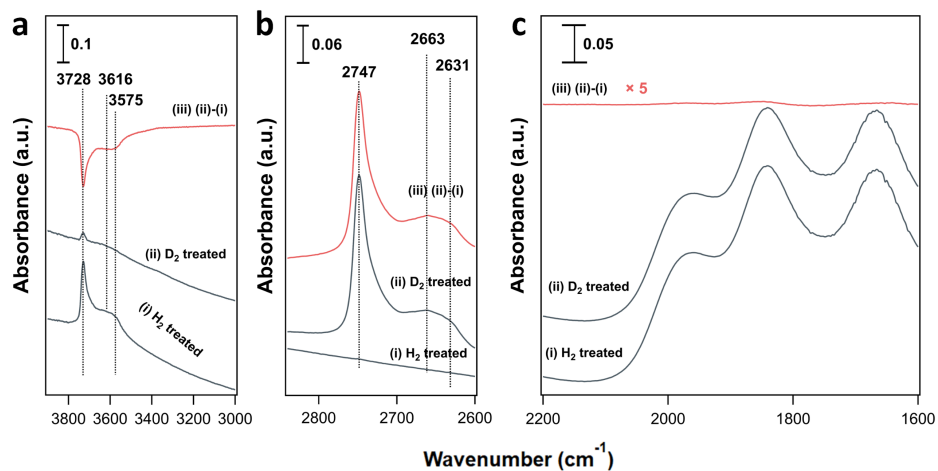 a
0.1
3728 3616
3575
(iii) (ii)-(i)
(ii) D2 treated
(i) H2 treated
Absorbance (a.u.)
3800 3600 3400 3200 3000
b
0.06
2663
2631
2747
(iii) (ii)-(i)
(ii) D2 treated
(i) H2 treated
Absorbance (a.u.)
2800 2700 2600
c
0.05
(iii) (ii)-(i) × 5
(ii) D2 treated
(i) H2 treated
Absorbance (a.u.)
2200 2000 1800 1600
Wavenumber (cm-1)